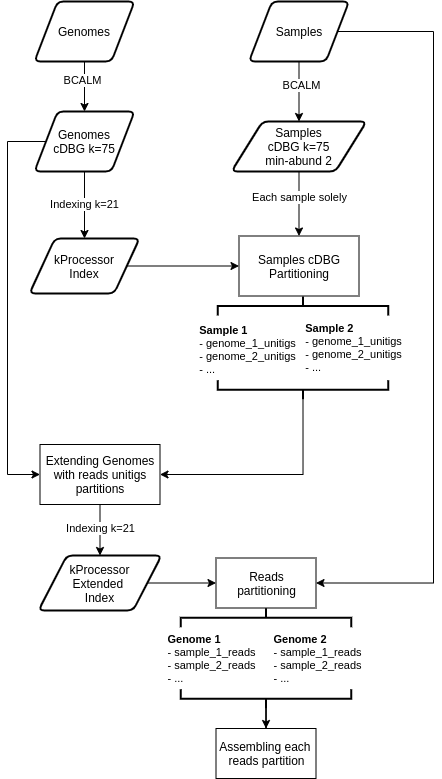 Genomes
Samples
BCALM
BCALM
Genomes
cDBG k=75
Samples
cDBG k=75
min-abund 2
Indexing k=21
Each sample solely
kProcessor
Index
Samples cDBG
Partitioning
Sample 1
- genome_1_unitigs
- genome_2_unitigs
- ...
Sample 2
- genome_1_unitigs
- genome_2_unitigs
- ...
Extending Genomes
with reads unitigs
partitions
Indexing k=21
kProcessor
Extended
Index
Reads
partitioning
Genome 1
- sample_1_reads
- sample_2_reads
- ...
Genome 2
- sample_1_reads
- sample_2_reads
- ...
Assembling each
reads partition